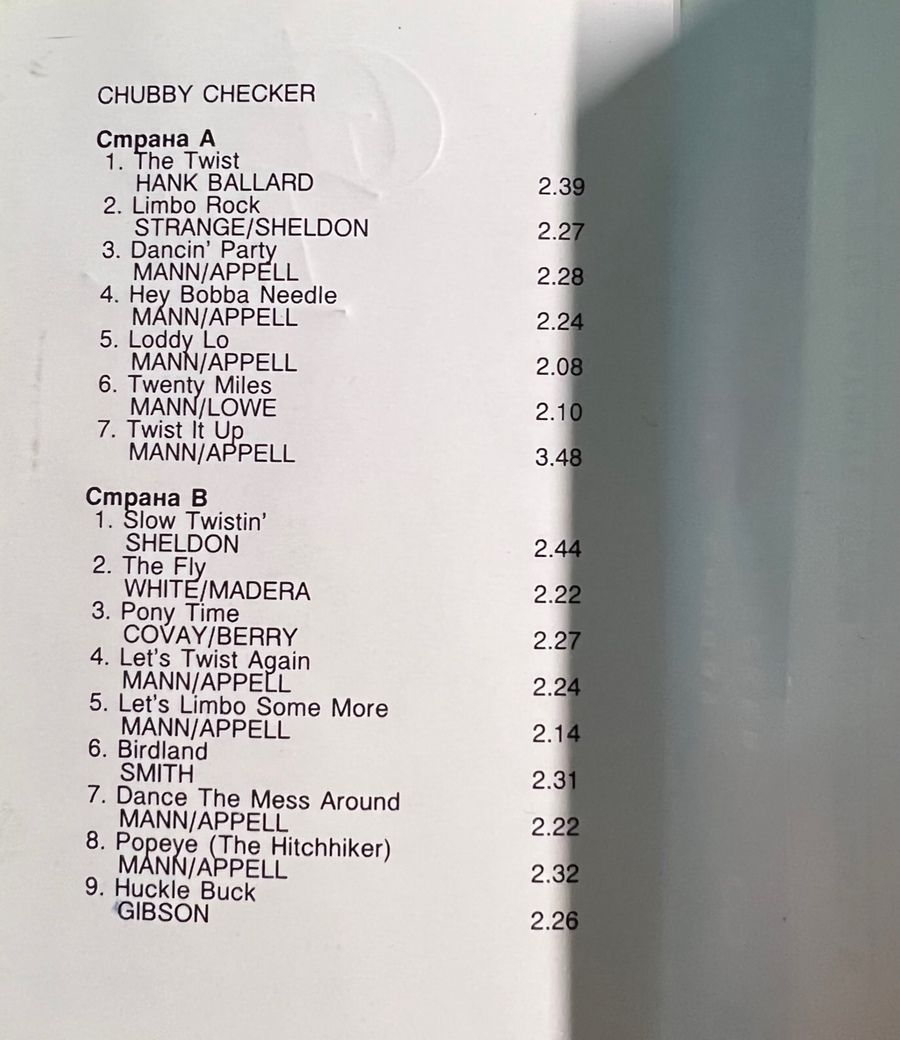 CHUBBY CHECKER
Страна А
1. The Twist
HANK BALLARD 2.39
2. Limbo Rock
STRANGE/SHELDON 2.27
3. Dancin' Party
MANN/APPELL 2.28
4. Hey Bobba Needle
MANN/APPELL 2.24
5. Loddy Lo
MANN/APPELL 2.08
6. Twenty Miles
MANN/LOWE 2.10
7. Twist It Up
MANN/APPELL 3.48
Страна В
1. Slow Twistin'
SHELDON 2.44
2. The Fly
WHITE/MADERA 2.22
3. Pony Time
COVAY/BERRY 2.27
4. Let's Twist Again
MANN/APPELL 2.24
5. Let's Limbo Some More
MANN/APPELL 2.14
6. Birdland
SMITH 2.31
7. Dance The Mess Around
MANN/APPELL 2.22
8. Popeye (The Hitchhiker)
MANN/APPELL 2.32
9. Huckle Buck
GIBSON 2.26